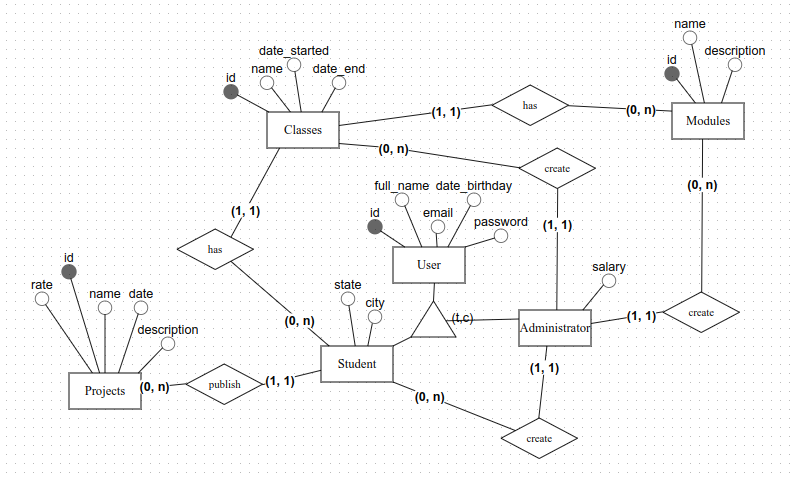 name
date_started
description
id
name
date_end
id
has
(1, 1)
(0, n)
Classes
Modules
(0, n)
create
full_name
date_birthday
(0, n)
id
email
password
(1, 1)
(1, 1)
has
User
id
state
salary
rate
name
date
city
(0, n)
(t,c)
(1, 1)
create
description
Administrator
Student
(1, 1)
Projects
(0, n)
publish
(1, 1)
(0, n)
create